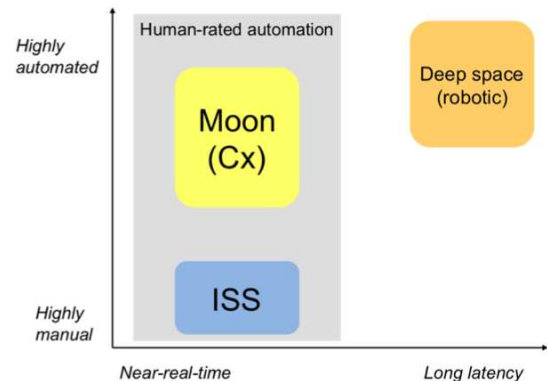 Highly
automated
Human-rated automation
Moon
(Cx)
Deep space
(robotic)
ISS
Highly
manual
Near-real-time
Long latency